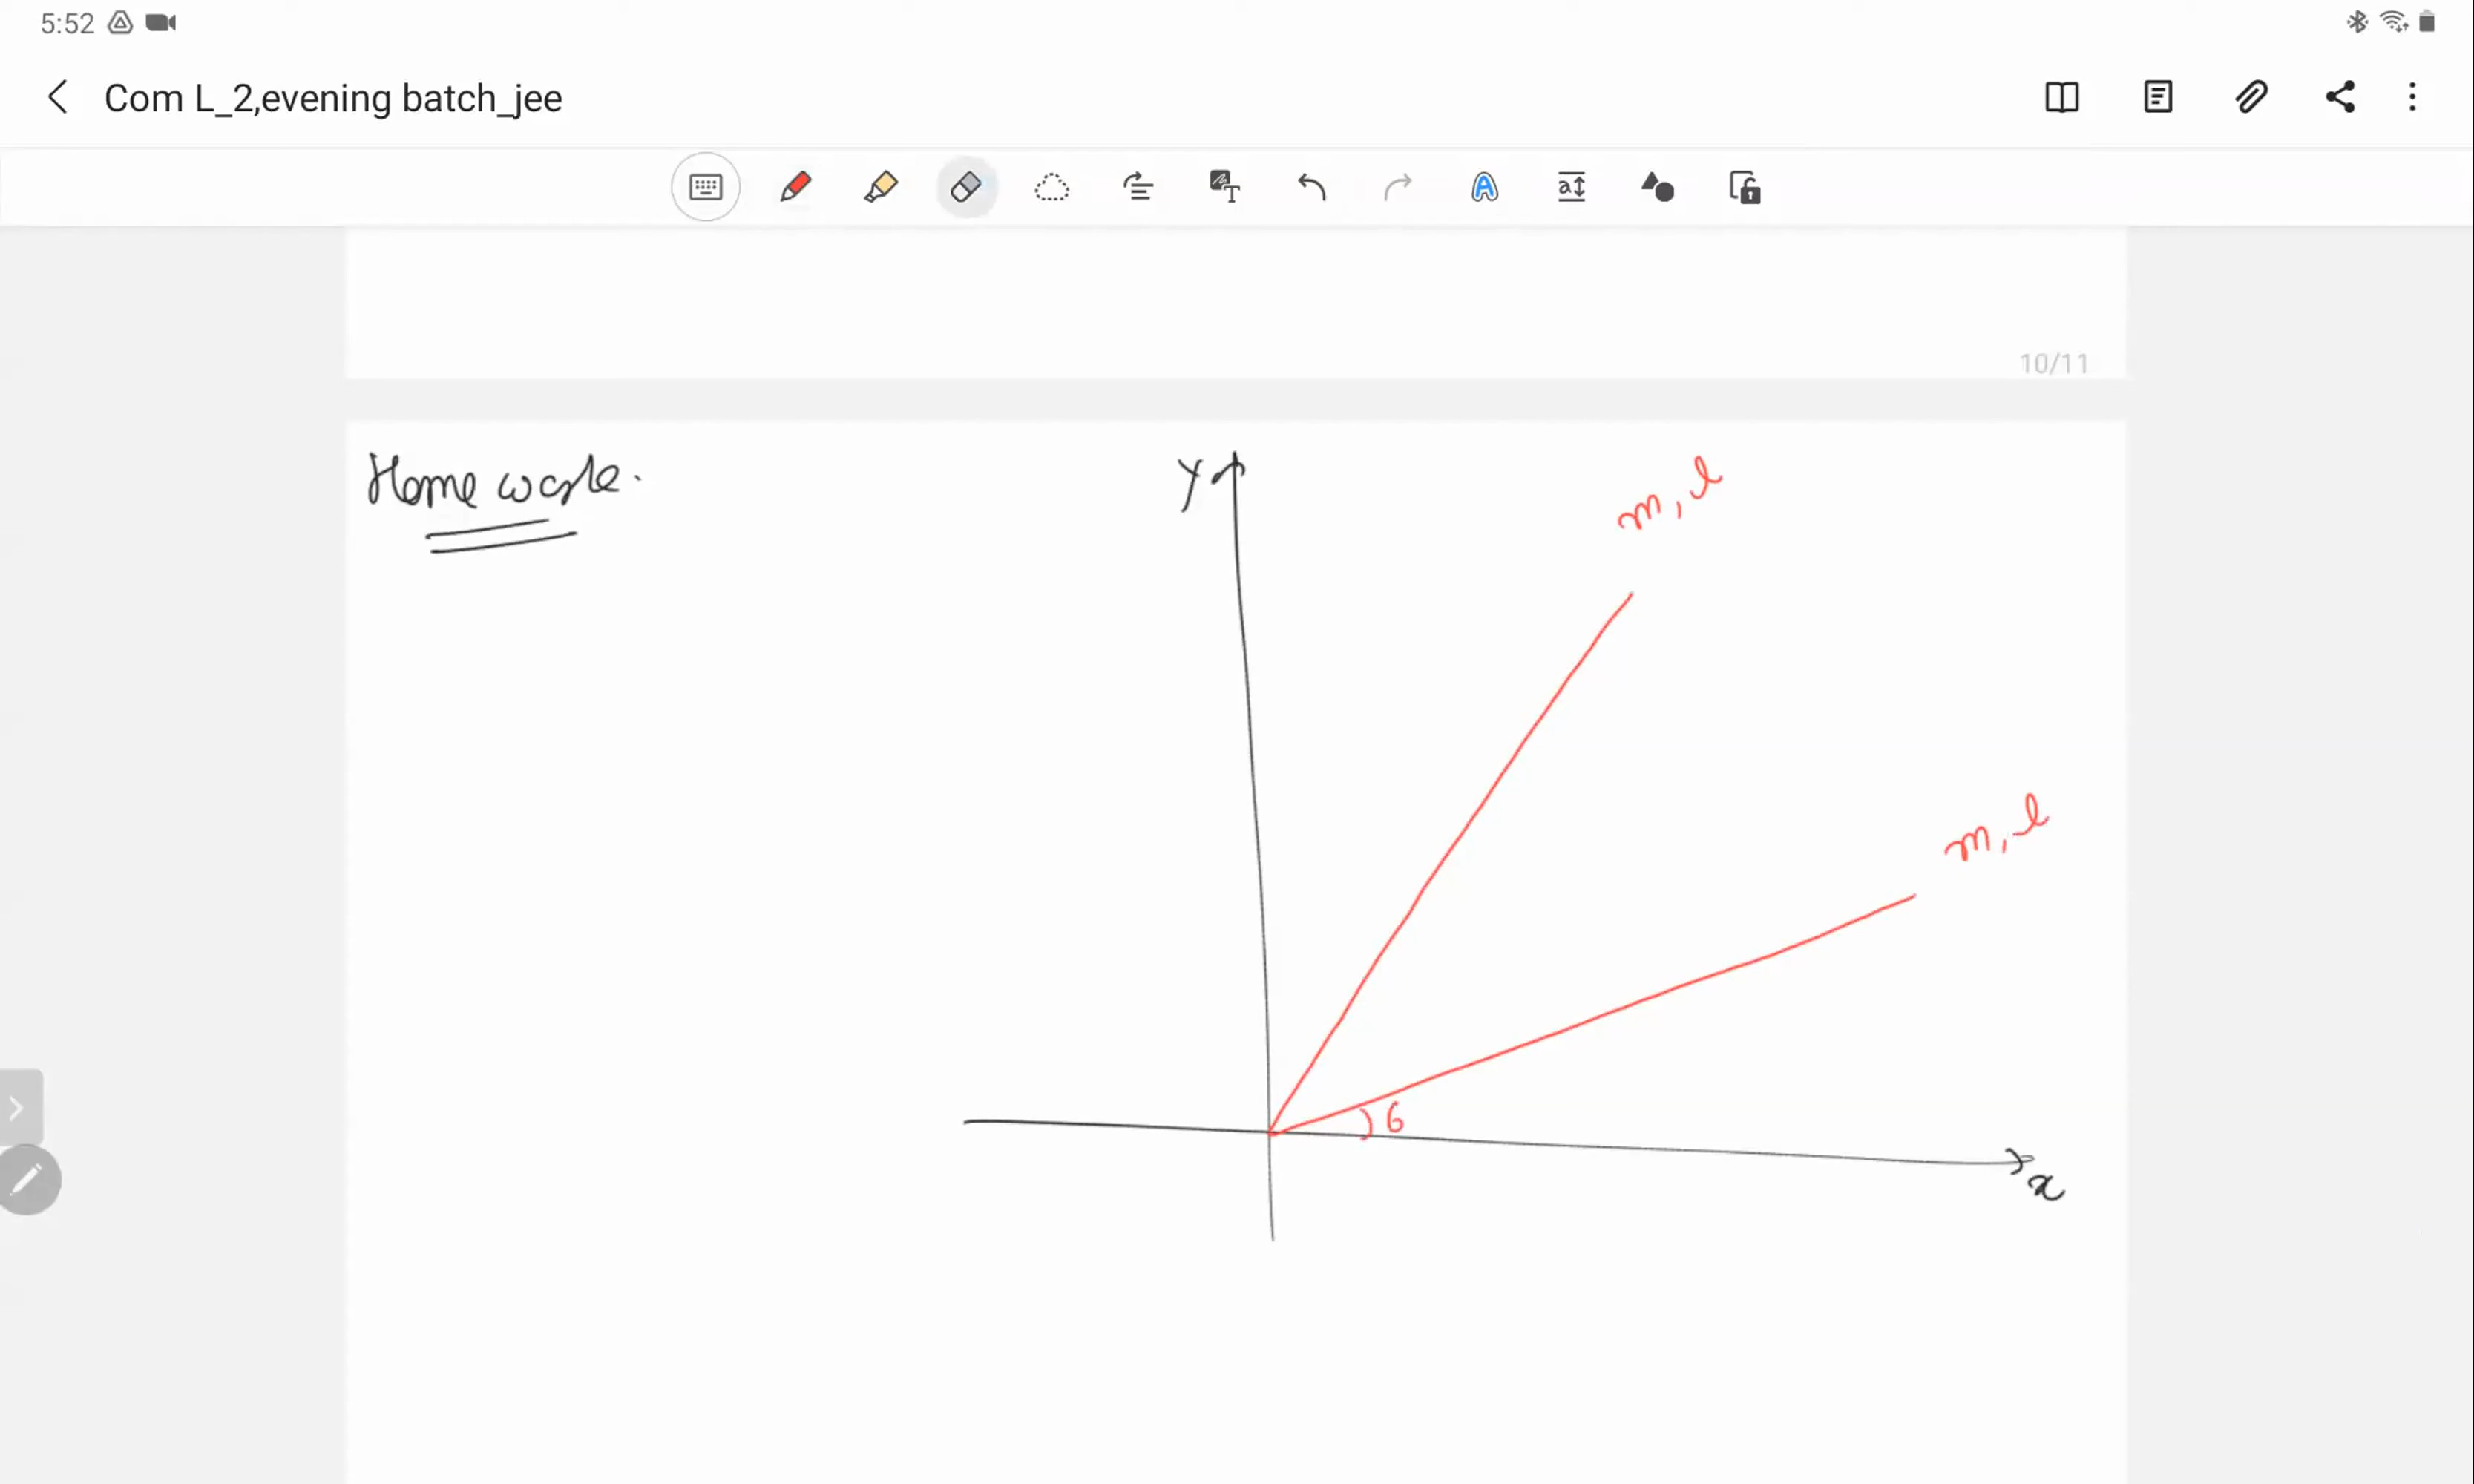 5:52
Com L_2,evening batch_jee
10/11
Home work.
y
m, l
m, l
6
x